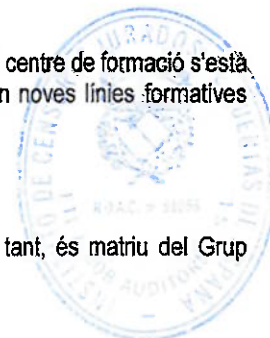 centre de formació s'està
n noves línies formatives
tant, és matriu del Grup